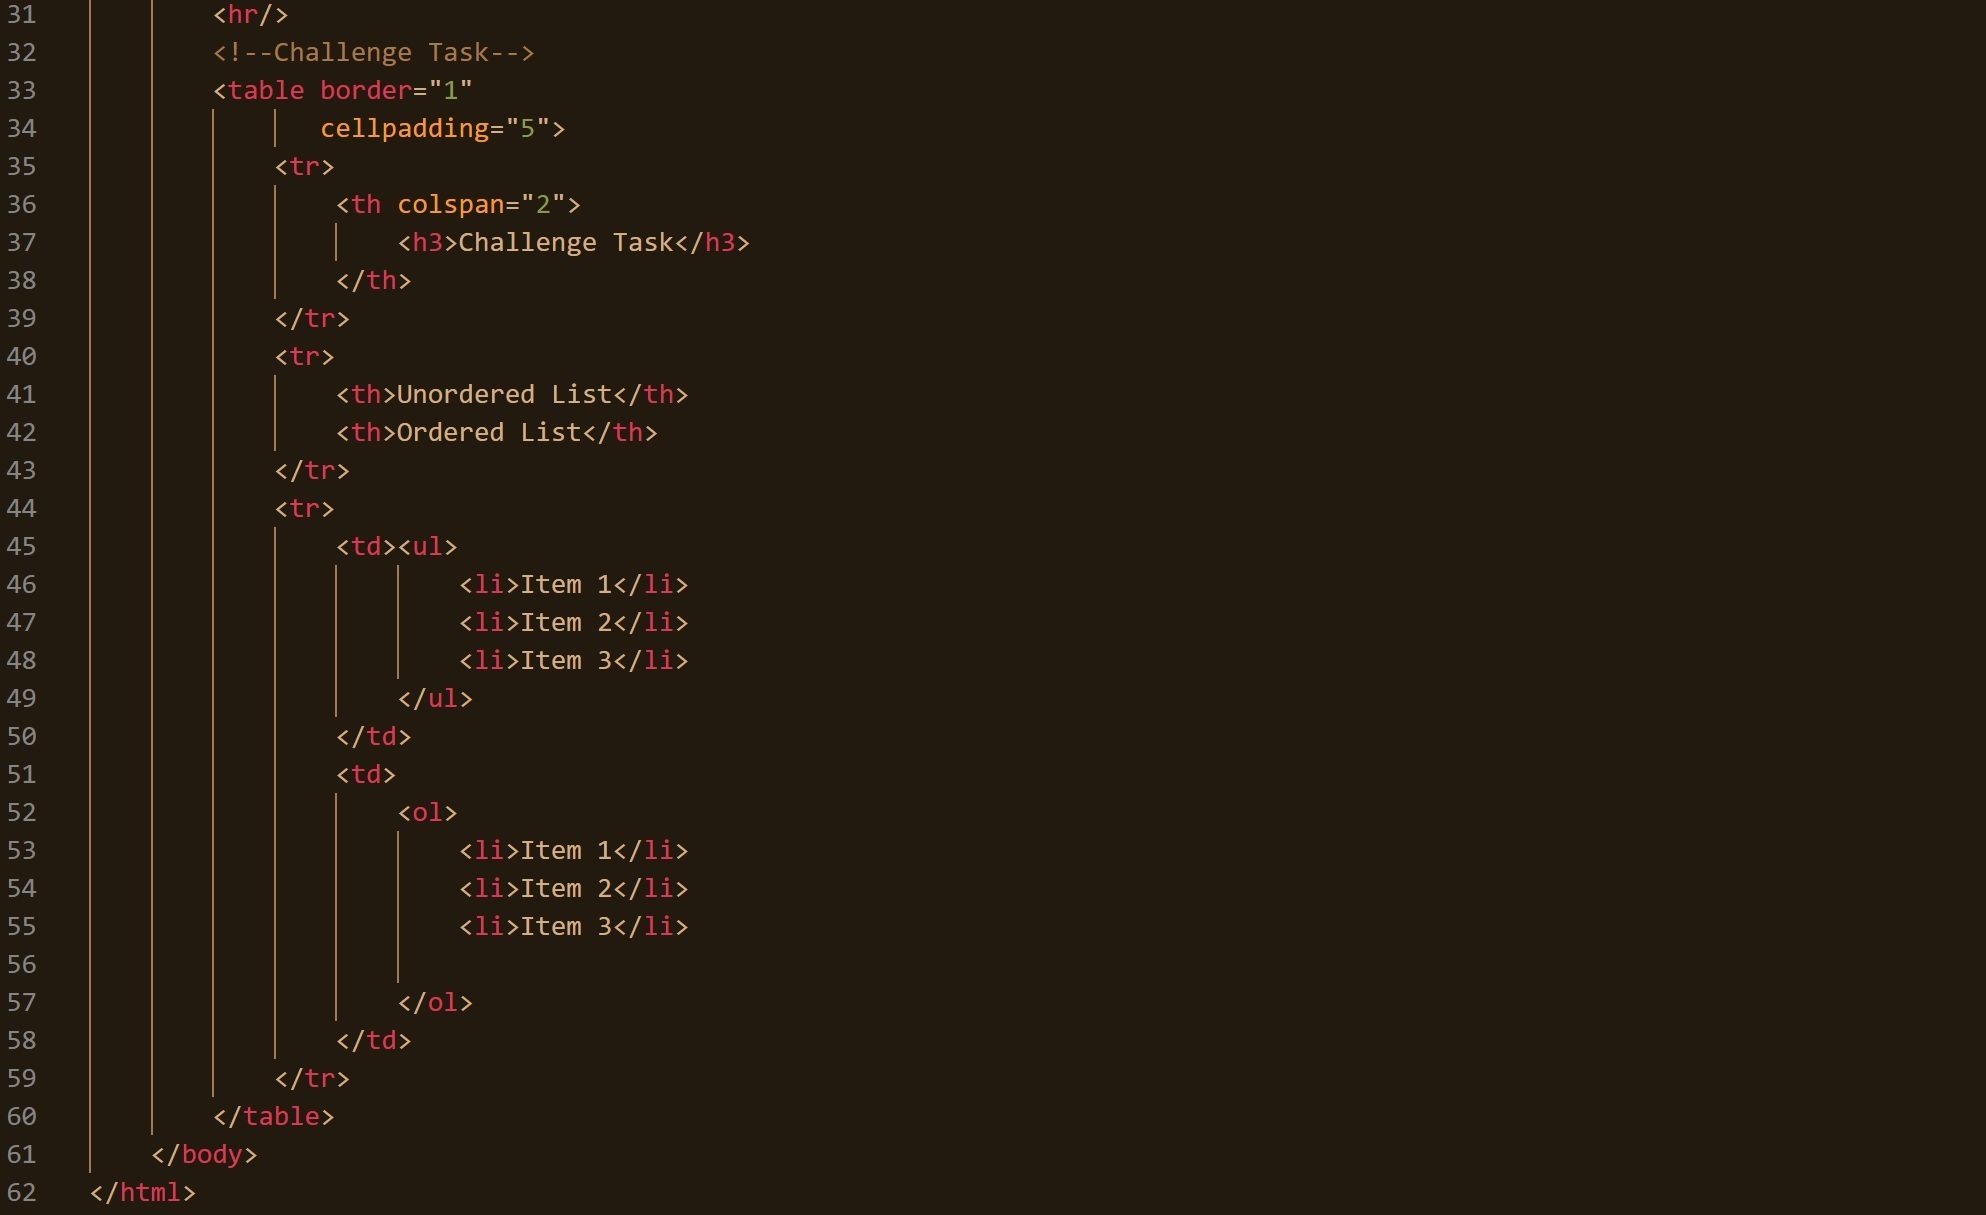 31 <hr/>
32 <!--Challenge Task-->
33 <table border="1"
34 cellpadding="5">
35 <tr>
36 <th colspan="2">
37 <h3>Challenge Task</h3>
38 </th>
39 </tr>
40 <tr>
41 <th>Unordered List</th>
42 <th>Ordered List</th>
43 </tr>
44 <tr>
45 <td><ul>
46 <li>Item 1</li>
47 <li>Item 2</li>
48 <li>Item 3</li>
49 </ul>
50 </td>
51 <td>
52 <ol>
53 <li>Item 1</li>
54 <li>Item 2</li>
55 <li>Item 3</li>
56
57 </ol>
58 </td>
59 </tr>
60 </table>
61 </body>
62 </html>